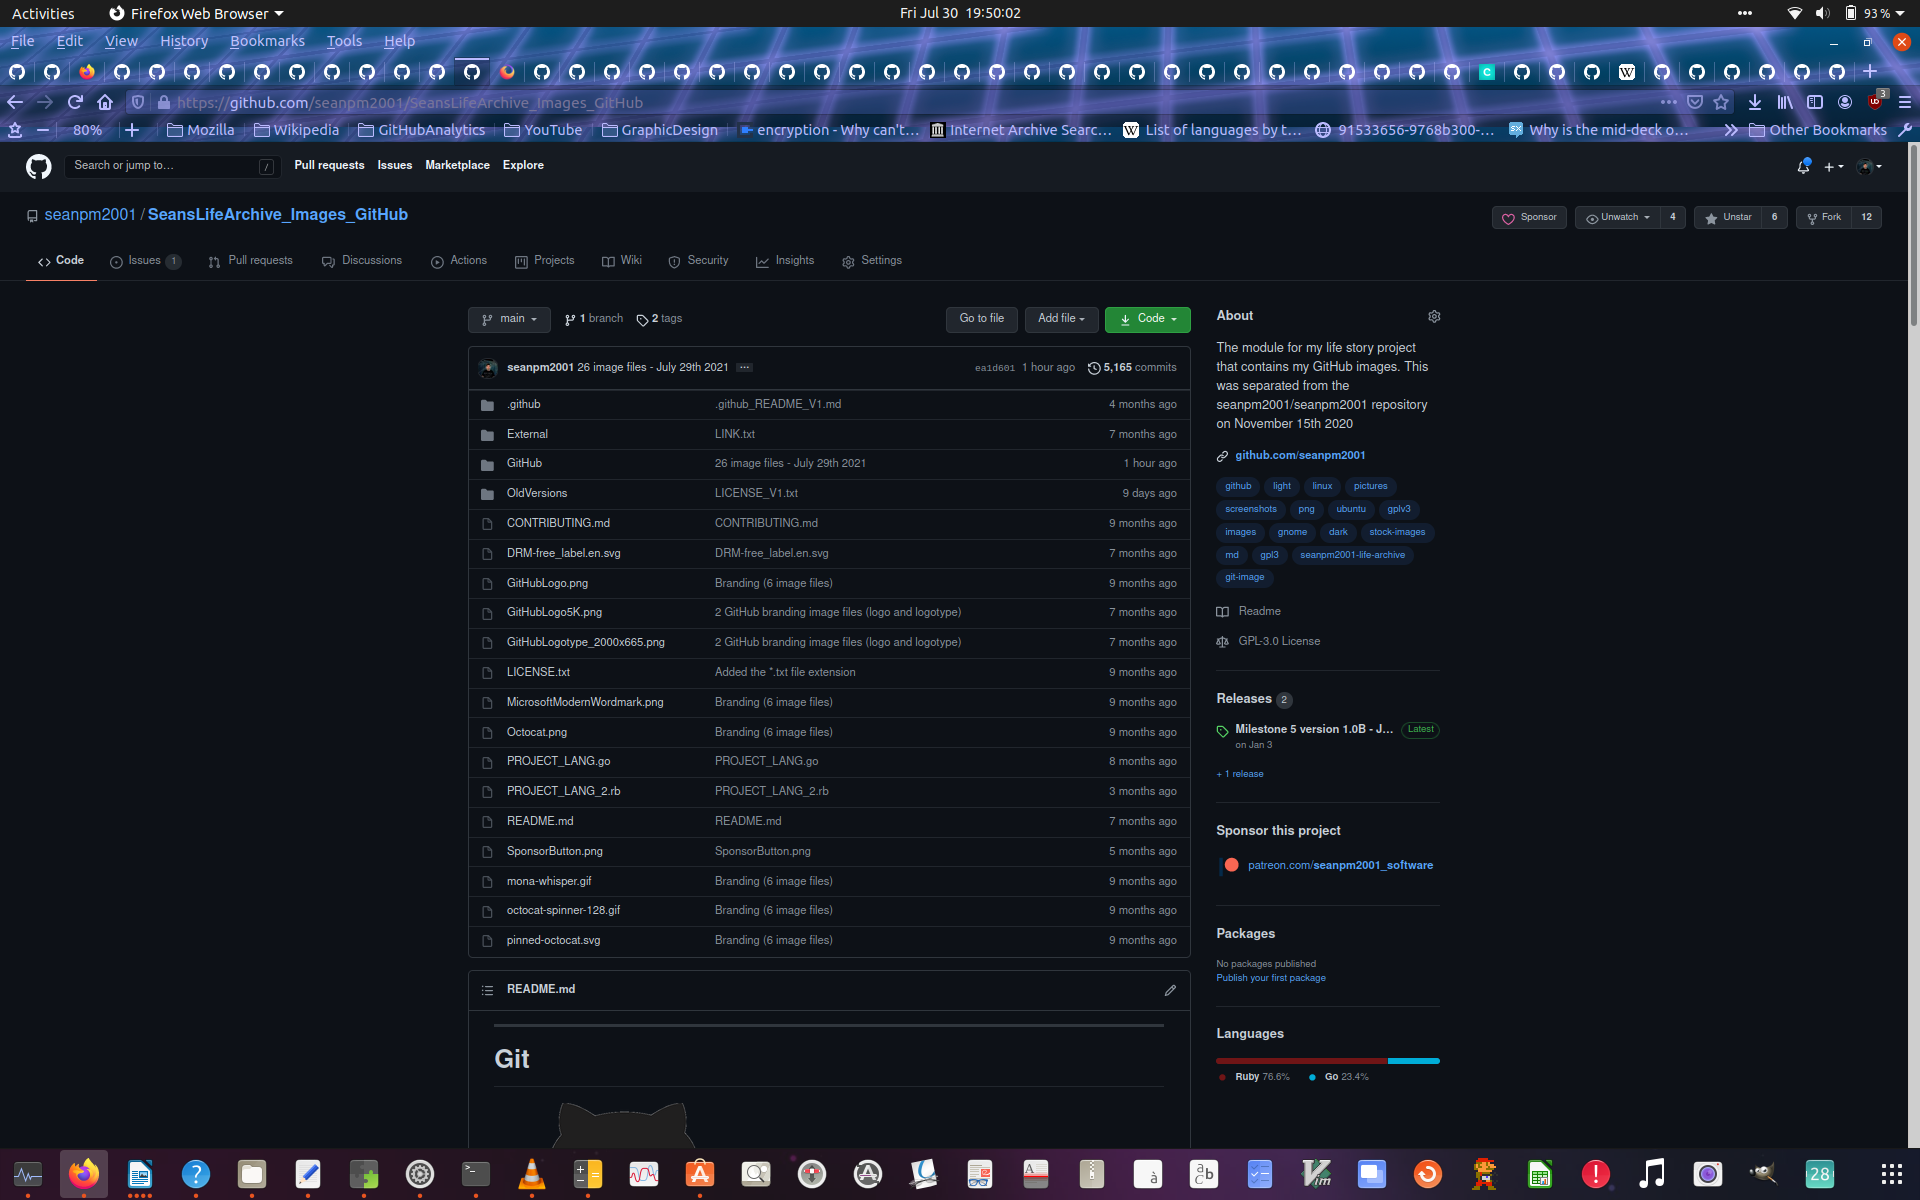 Activities
Firefox Web Browser
Fri Jul 30 19:50:02
93 %
File Edit View History Bookmarks Tools Help
https://github.com/seanpm2001/SeansLifeArchive_Images_GitHub
3
80%
Mozilla
Wikipedia
GitHubAnalytics
YouTube
GraphicDesign
encryption - Why can't…
Internet Archive Searc…
List of languages by t…
91533656-9768b300-…
Why is the mid-deck o…
Other Bookmarks
Search or jump to…
/
Pull requests Issues Marketplace Explore
seanpm2001 / SeansLifeArchive_Images_GitHub
Sponsor
Unwatch 4
Unstar 6
Fork 12
Code
Issues 1
Pull requests
Discussions
Actions
Projects
Wiki
Security
Insights
Settings
main
1 branch
2 tags
Go to file
Add file
Code
seanpm2001 26 image files - July 29th 2021 ···
ea1d601 1 hour ago 5,165 commits
.github .github_README_V1.md 4 months ago
External LINK.txt 7 months ago
GitHub 26 image files - July 29th 2021 1 hour ago
OldVersions LICENSE_V1.txt 9 days ago
CONTRIBUTING.md CONTRIBUTING.md 9 months ago
DRM-free_label.en.svg DRM-free_label.en.svg 7 months ago
GitHubLogo.png Branding (6 image files) 9 months ago
GitHubLogo5K.png 2 GitHub branding image files (logo and logotype) 7 months ago
GitHubLogotype_2000x665.png 2 GitHub branding image files (logo and logotype) 7 months ago
LICENSE.txt Added the *.txt file extension 9 months ago
MicrosoftModernWordmark.png Branding (6 image files) 9 months ago
Octocat.png Branding (6 image files) 9 months ago
PROJECT_LANG.go PROJECT_LANG.go 8 months ago
PROJECT_LANG_2.rb PROJECT_LANG_2.rb 3 months ago
README.md README.md 7 months ago
SponsorButton.png SponsorButton.png 5 months ago
mona-whisper.gif Branding (6 image files) 9 months ago
octocat-spinner-128.gif Branding (6 image files) 9 months ago
pinned-octocat.svg Branding (6 image files) 9 months ago
README.md
Git
About
The module for my life story project
that contains my GitHub images. This
was separated from the
seanpm2001/seanpm2001 repository
on November 15th 2020
github.com/seanpm2001
github light linux pictures
screenshots png ubuntu gplv3
images gnome dark stock-images
md gpl3 seanpm2001-life-archive
git-image
Readme
GPL-3.0 License
Releases 2
Milestone 5 version 1.0B - J… Latest
on Jan 3
+ 1 release
Sponsor this project
patreon.com/seanpm2001_software
Packages
No packages published
Publish your first package
Languages
Ruby 76.6% Go 23.4%
28